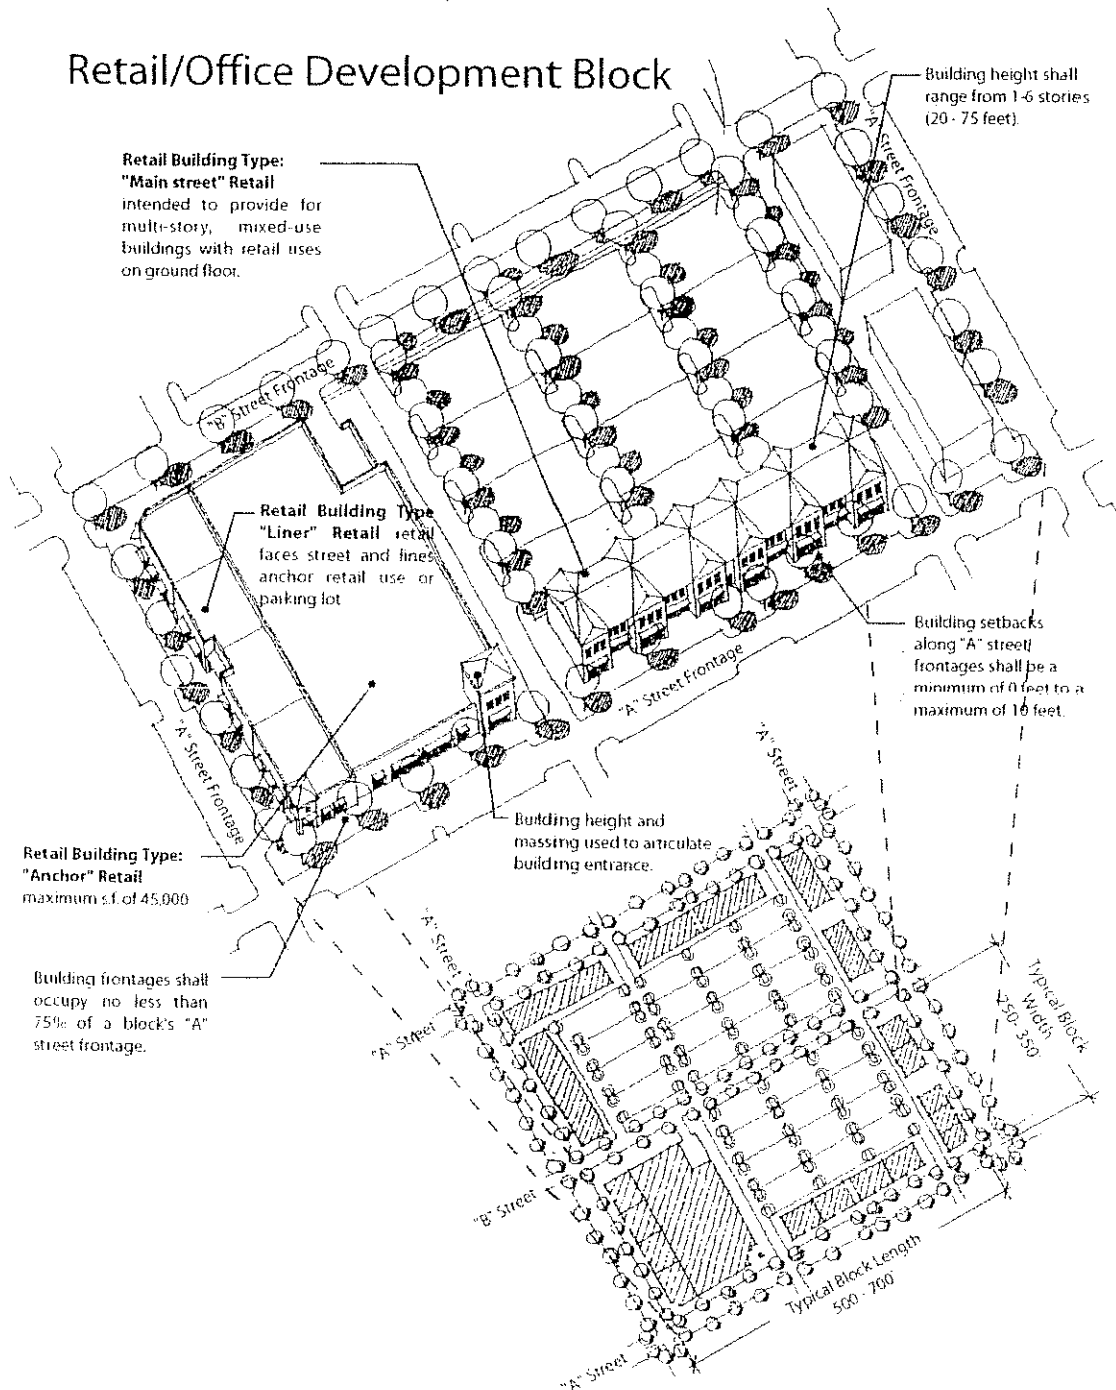 Retail/Office Development Block
Building height shall
range from 1-6 stories
(20 - 75 feet).
Retail Building Type:
"Main street" Retail
intended to provide for
multi-story, mixed-use
buildings with retail uses
on ground floor.
"A" Street Frontage
"B" Street Frontage
Retail Building Type
"Liner" Retail retail
faces street and lines
anchor retail use or
parking lot
Building setbacks
along "A" street
frontages shall be a
minimum of 0 feet to a
maximum of 10 feet.
"A" Street Frontage
"A" Street Frontage
"A" Street
Building height and
massing used to articulate
building entrance.
Retail Building Type:
"Anchor" Retail
maximum s.f. of 45,000
Building frontages shall
occupy no less than
75% of a block's "A"
street frontage.
"A" Street
"A" Street
Typical Block
Width
250-350'
"B" Street
Typical Block Length
500 - 700'
"A" Street